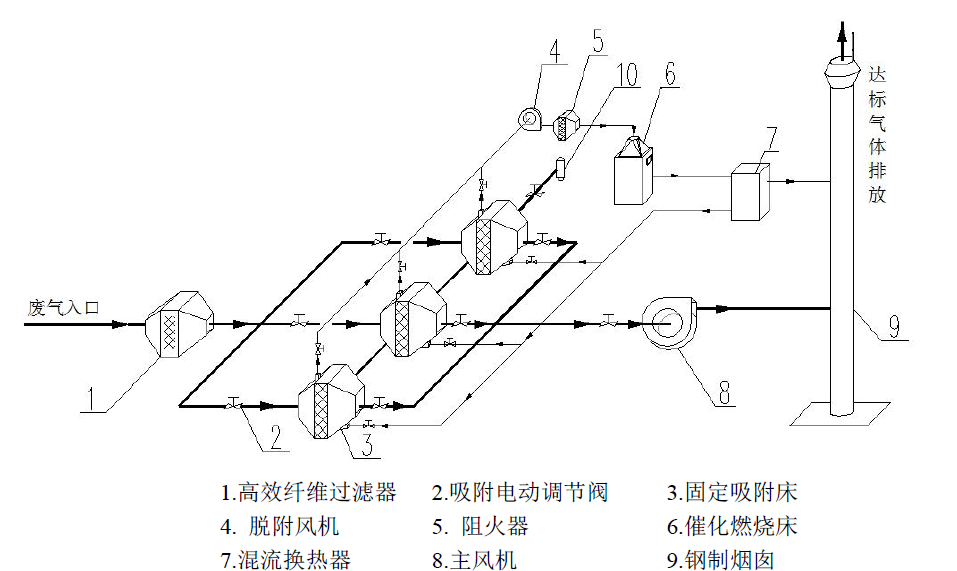 4
5
10
6
7
达标气体排放
废气入口
1
2
3
8
9
1.高效纤维过滤器 2.吸附电动调节阀 3.固定吸附床
4. 脱附风机 5. 阻火器 6.催化燃烧床
7.混流换热器 8.主风机 9.钢制烟囱